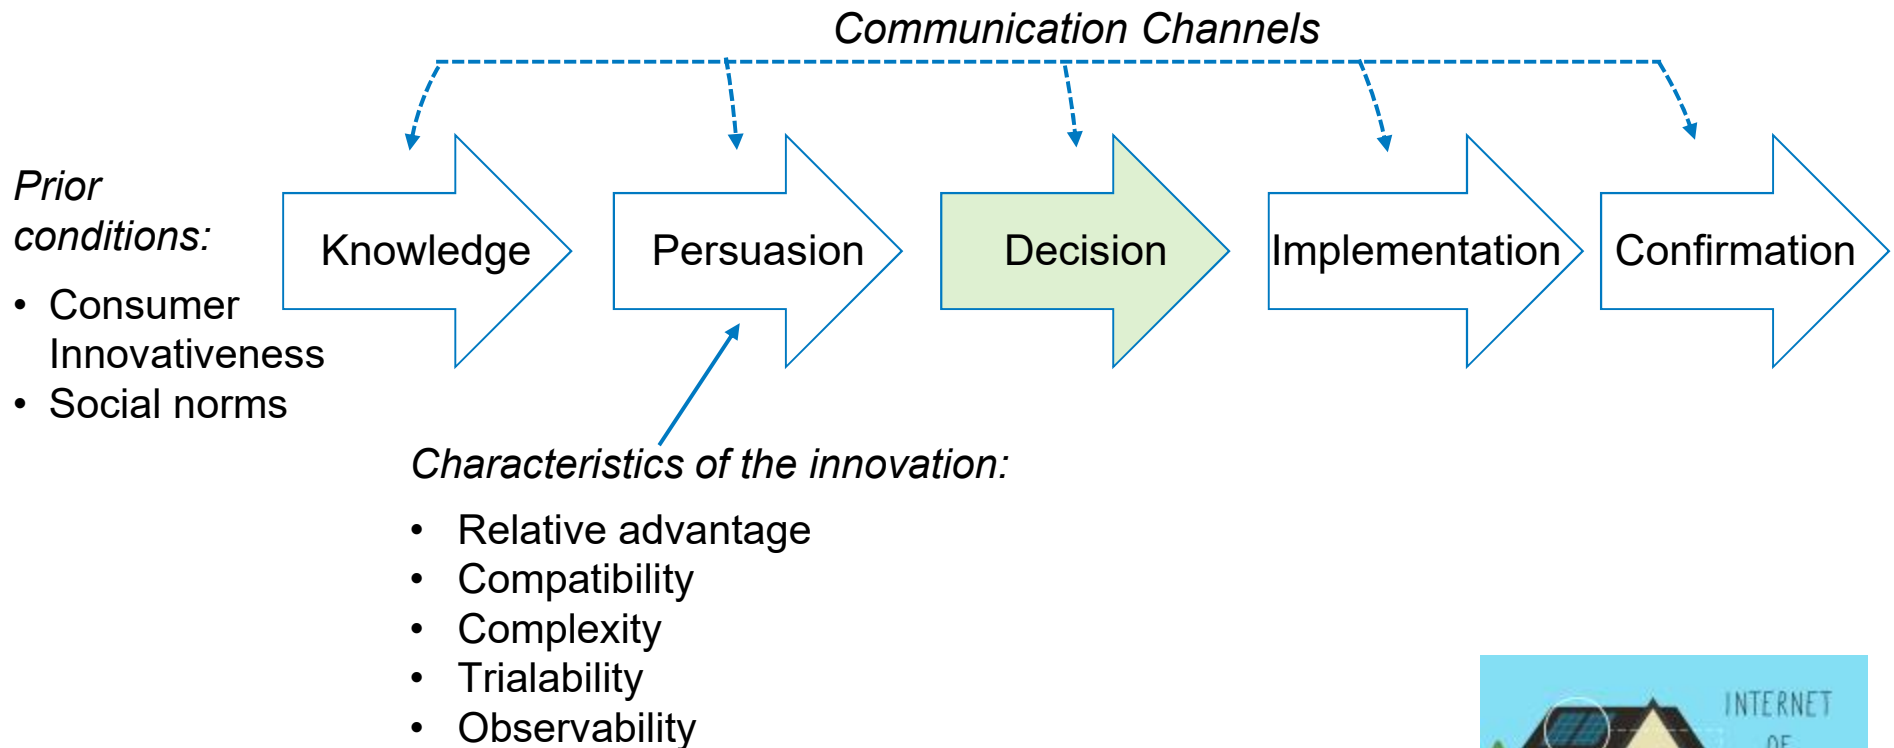 Communication Channels
Prior
conditions:
• Consumer
Innovativeness
• Social norms
Knowledge
Persuasion
Decision
Implementation
Confirmation
Characteristics of the innovation:
• Relative advantage
• Compatibility
• Complexity
• Trialability
• Observability
INTERNET
OF